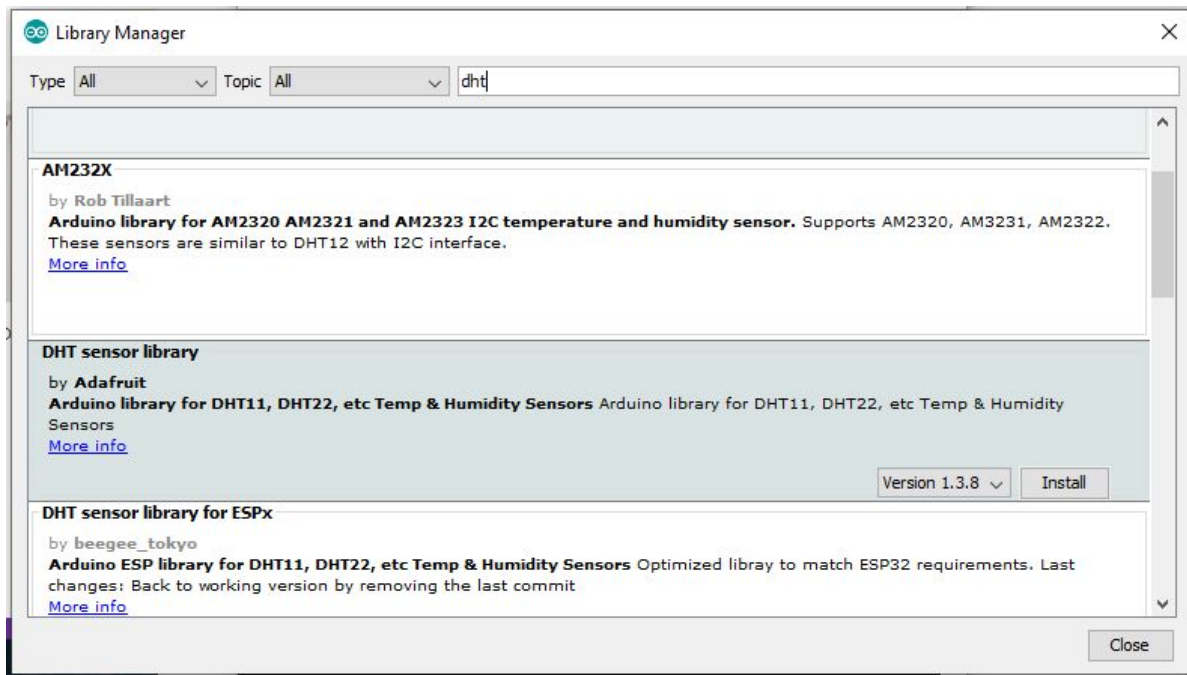 Library Manager
Type All Topic All dht
AM232X
by Rob Tillaart
Arduino library for AM2320 AM2321 and AM2323 I2C temperature and humidity sensor. Supports AM2320, AM3231, AM2322.
These sensors are similar to DHT12 with I2C interface.
More info
DHT sensor library
by Adafruit
Arduino library for DHT11, DHT22, etc Temp & Humidity Sensors Arduino library for DHT11, DHT22, etc Temp & Humidity
Sensors
More info
Version 1.3.8 Install
DHT sensor library for ESPx
by beegee_tokyo
Arduino ESP library for DHT11, DHT22, etc Temp & Humidity Sensors Optimized libray to match ESP32 requirements. Last
changes: Back to working version by removing the last commit
More info
Close